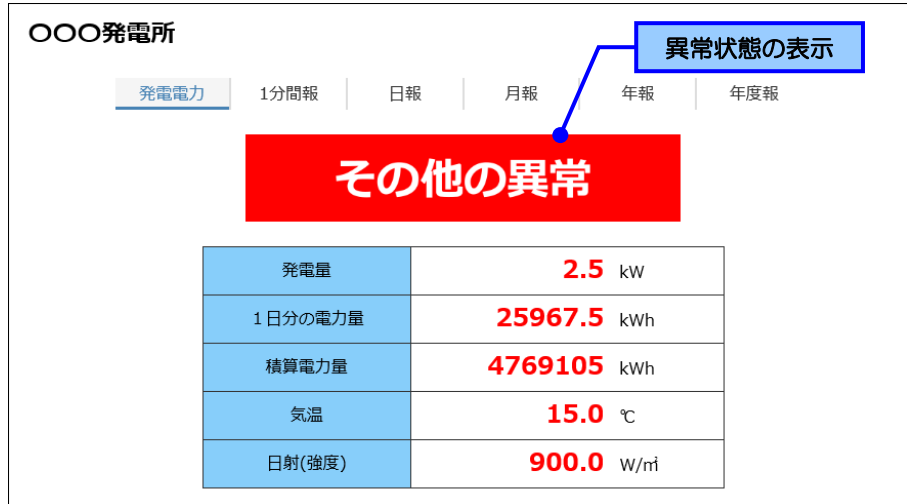 〇〇〇発電所
異常状態の表示
発電電力 1分間報 日報 月報 年報 年度報
その他の異常
発電量 2.5 kW
1日分の電力量 25967.5 kWh
積算電力量 4769105 kWh
気温 15.0 ℃
日射(強度) 900.0 W/㎡